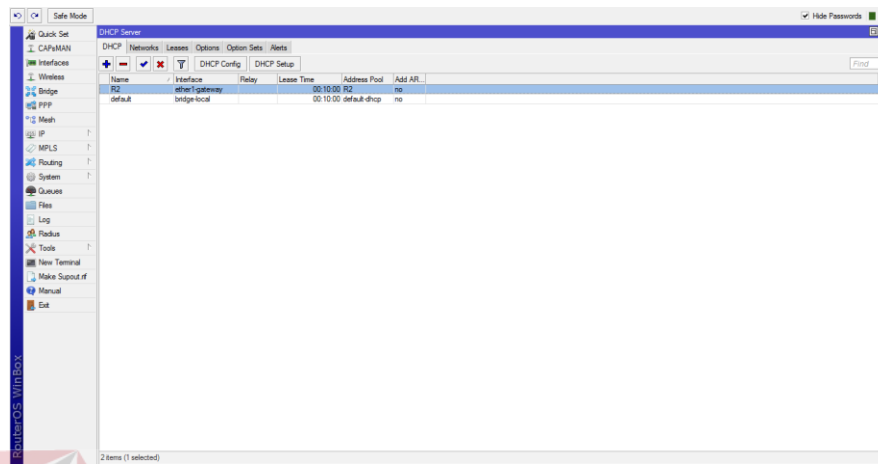 Safe Mode
Hide Passwords
Quick Set
CAPsMAN
Interfaces
Wireless
Bridge
PPP
Mesh
IP
MPLS
Routing
System
Queues
Files
Log
Radius
Tools
New Terminal
Make Supout.rif
Manual
Exit
RouterOS WinBox
DHCP Server
DHCP Networks Leases Options Option Sets Alerts
DHCP Config DHCP Setup Find
Name / Interface Relay Lease Time Address Pool Add AR...
R2 ether1-gateway 00:10:00 R2 no
default bridge-local 00:10:00 default-dhcp no
2 items (1 selected)